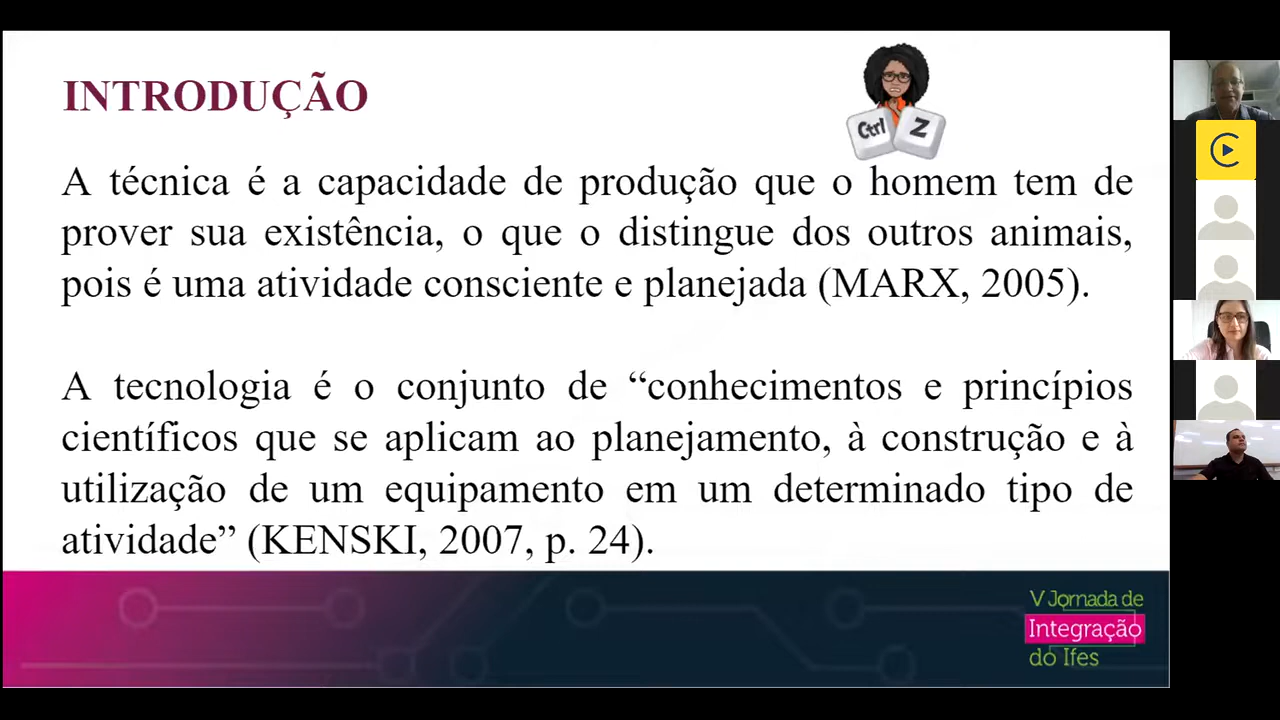 INTRODUÇÃO
Ctrl Z
A técnica é a capacidade de produção que o homem tem de
prover sua existência, o que o distingue dos outros animais,
pois é uma atividade consciente e planejada (MARX, 2005).
A tecnologia é o conjunto de “conhecimentos e princípios
científicos que se aplicam ao planejamento, à construção e à
utilização de um equipamento em um determinado tipo de
atividade” (KENSKI, 2007, p. 24).
V Jornada de
Integração
do Ifes